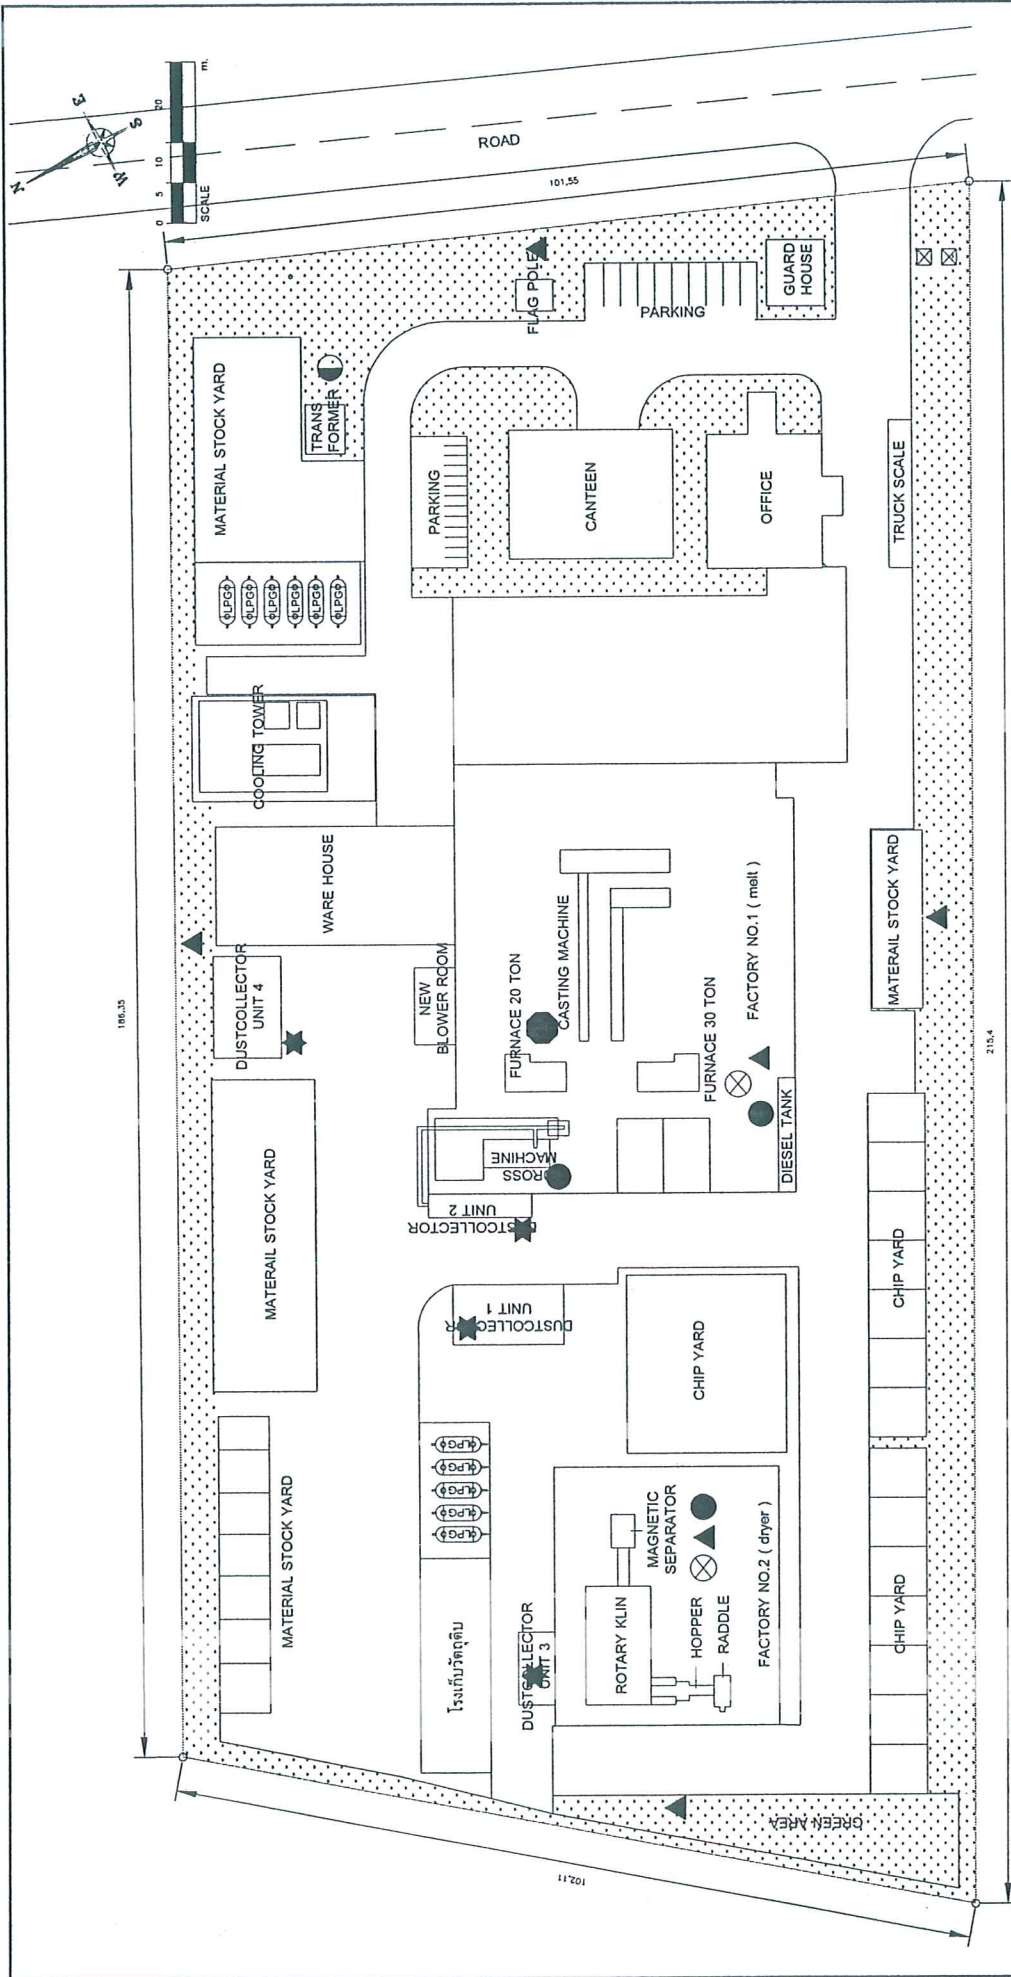 N
E
S
W
0
5
10
20
m.
SCALE
ROAD
101,55
186,35
215,4
102,11
MATERIAL STOCK YARD
TRANS
FORMER
FLAG POLE
PARKING
GUARD
HOUSE
PARKING
CANTEEN
OFFICE
TRUCK SCALE
LPG
LPG
LPG
LPG
LPG
LPG
COOLING TOWER
WARE HOUSE
DUSTCOLLECTOR
UNIT 4
NEW
BLOWER ROOM
FURNACE 20 TON
CASTING MACHINE
FURNACE 30 TON
FACTORY NO.1 ( melt )
DIESEL TANK
MATERAIL STOCK YARD
MATERAIL STOCK YARD
MACHINE
UNIT 2
UNIT 1
CHIP YARD
CHIP YARD
LPG
LPG
LPG
LPG
LPG
MATERIAL STOCK YARD
โรงเก็บวัตถุดิบ
DUSTCOLLECTOR
UNIT 3
ROTARY KLIN
MAGNETIC
SEPARATOR
HOPPER
RADDLE
FACTORY NO.2 ( dryer )
CHIP YARD
GREEN AREA